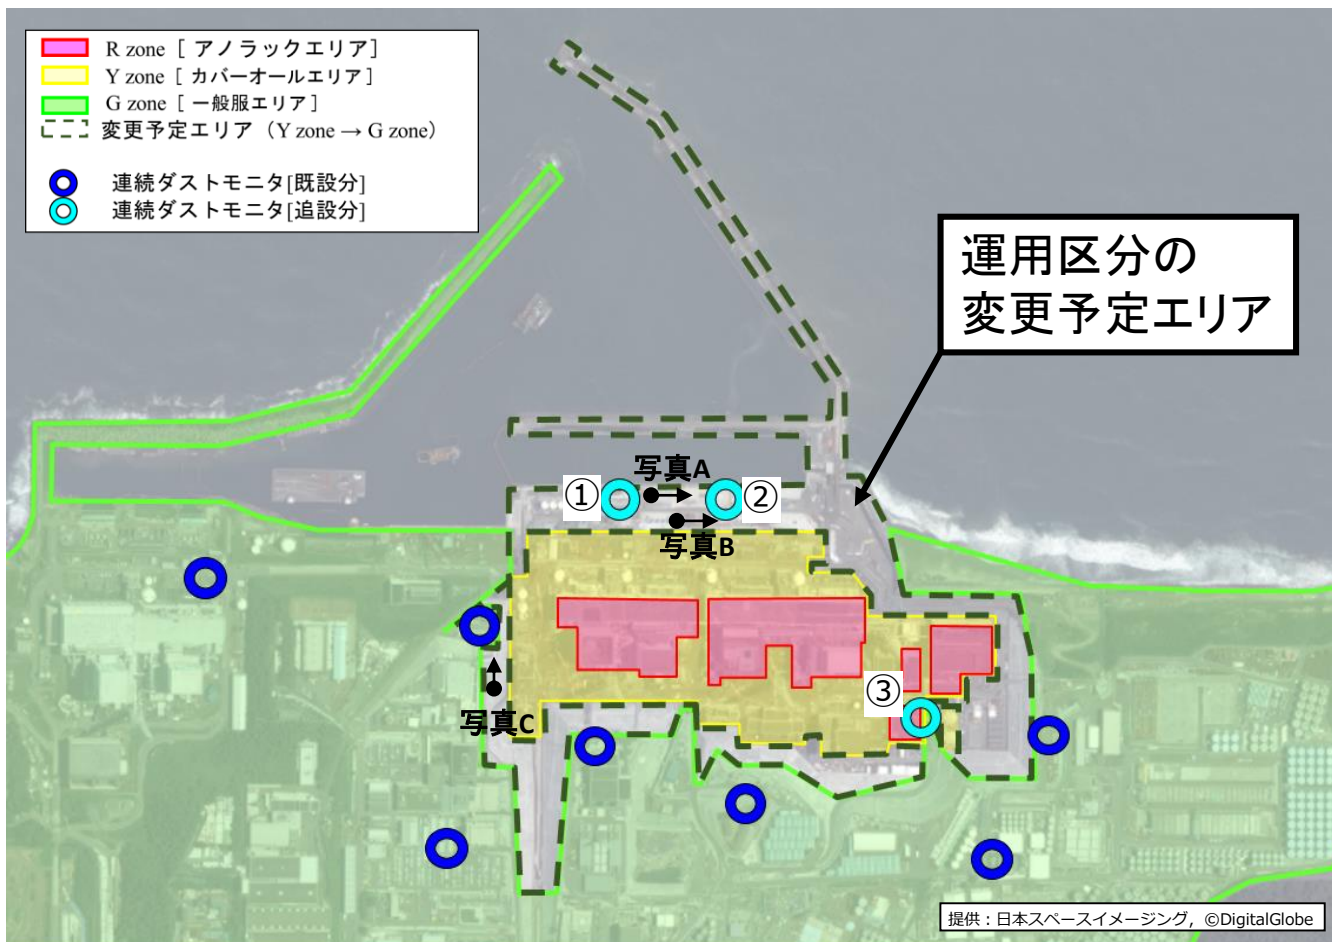 R zone [ アノラックエリア ]
Y zone [ カバーオールエリア ]
G zone [ 一般服エリア ]
変更予定エリア（Y zone → G zone）
連続ダストモニタ[既設分]
連続ダストモニタ[追設分]
運用区分の
変更予定エリア
写真A
① ②
写真B
③
写真C
提供：日本スペースイメージング，©DigitalGlobe